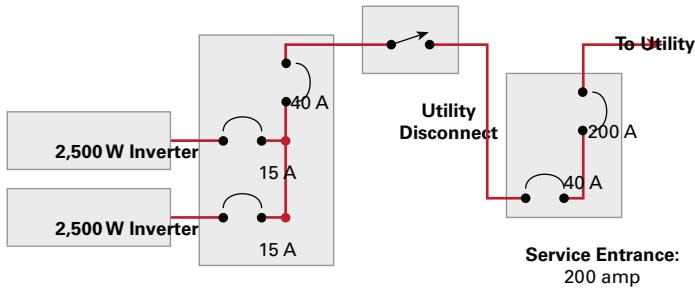 To Utility
40 A
Utility
Disconnect
200 A
2,500 W Inverter
15 A
40 A
2,500 W Inverter
15 A
Service Entrance:
200 amp